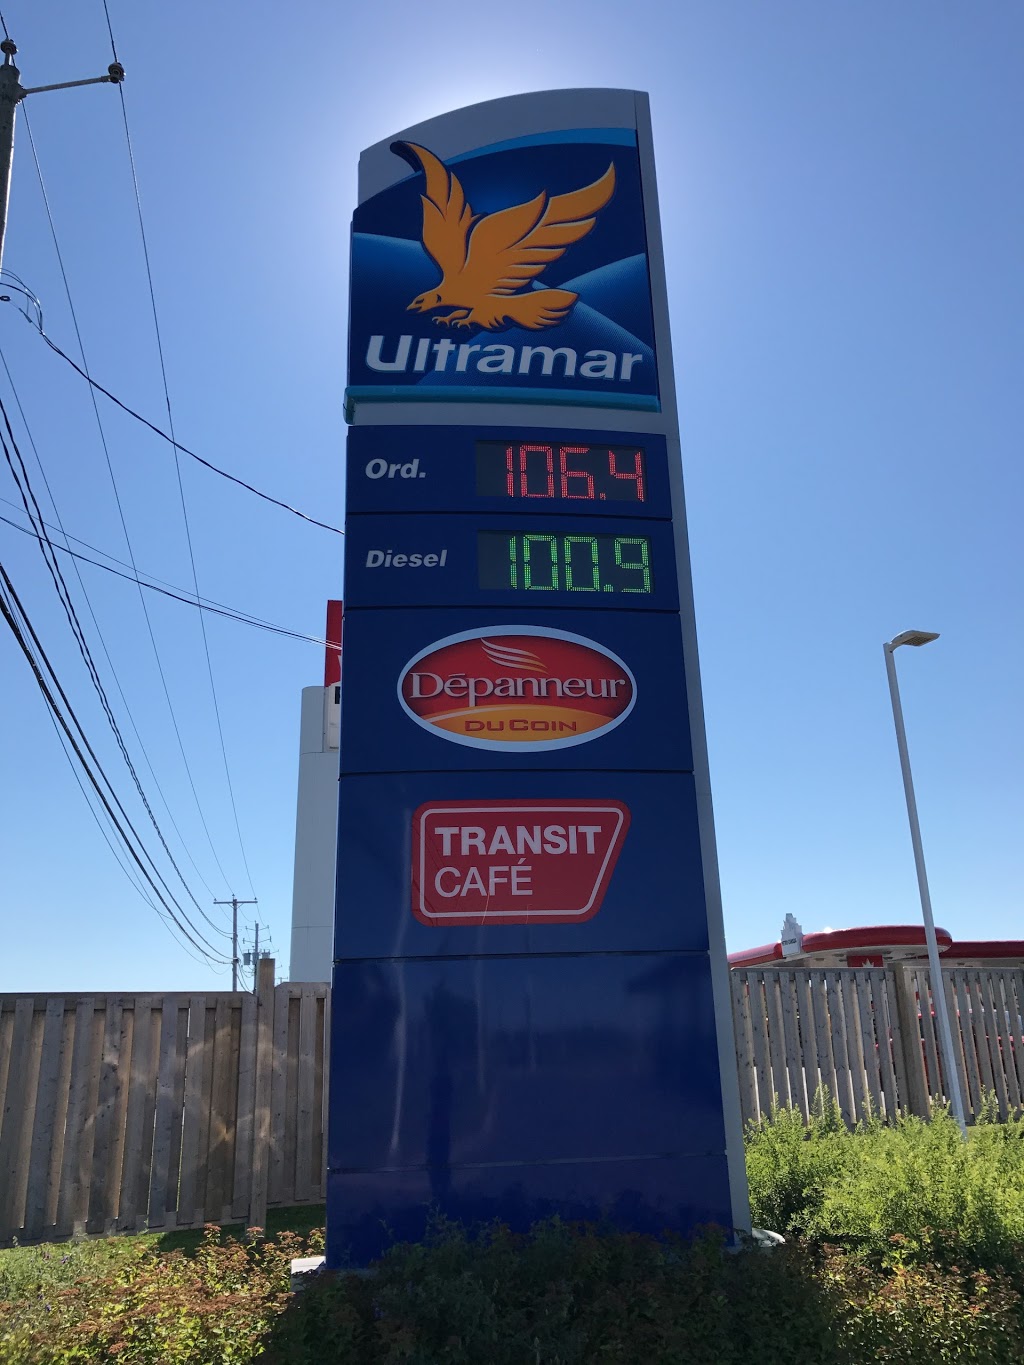 Ultramar
Ord. 106.4
Diesel 100.9
Dépanneur
DU COIN
TRANSIT
CAFÉ